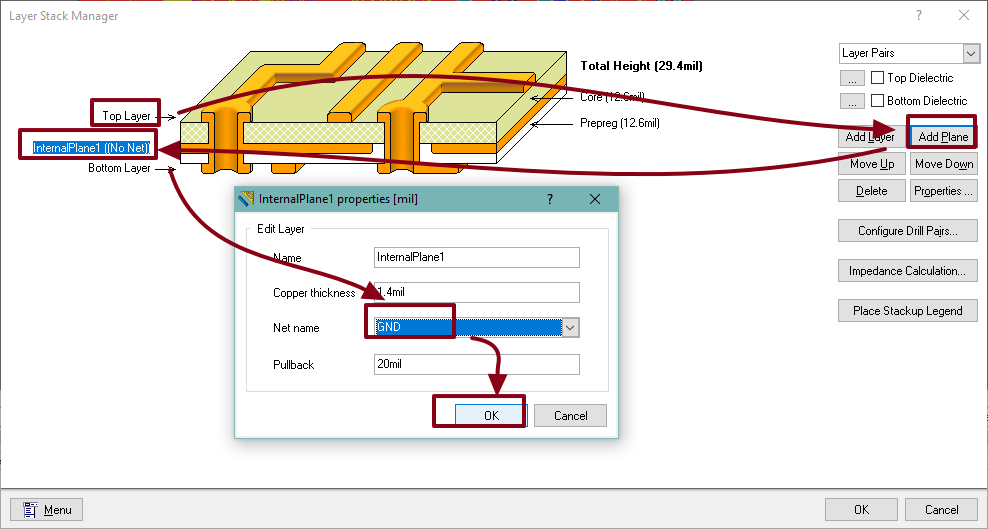 Layer Stack Manager
?
Total Height (29.4mil)
Layer Pairs
... Top Dielectric
Core (12.6mil)
... Bottom Dielectric
Top Layer
Prepreg (12.6mil)
Add Layer Add Plane
InternalPlane1 ((No Net))
Bottom Layer
Move Up Move Down
Delete Properties ...
InternalPlane1 properties [mil] ?
Edit Layer
Configure Drill Pairs...
Name InternalPlane1
Impedance Calculation...
Copper thickness 1.4mil
Place Stackup Legend
Net name GND
Pullback 20mil
OK Cancel
Menu OK Cancel